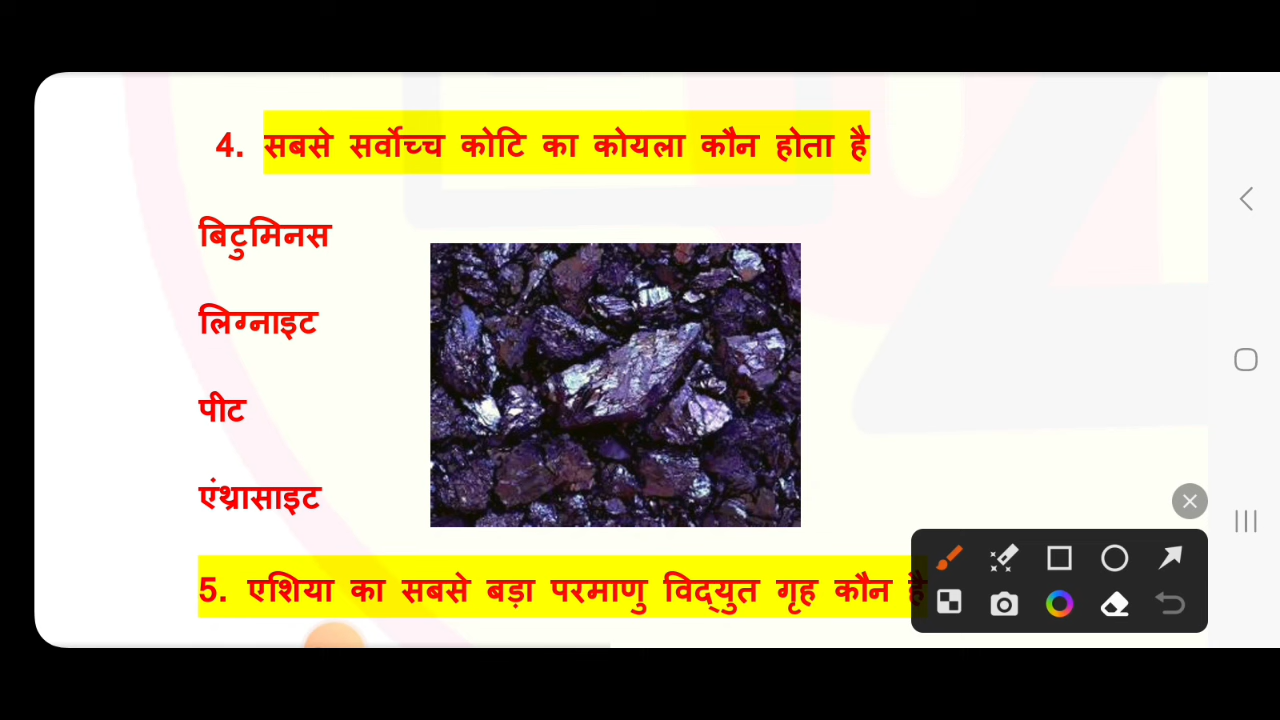 4. सबसे सर्वोच्च कोटि का कोयला कौन होता है
बिटुमिनस
लिग्नाइट
पीट
एंथ्रासाइट
5. एशिया का सबसे बड़ा परमाणु विद्युत गृह कौन है